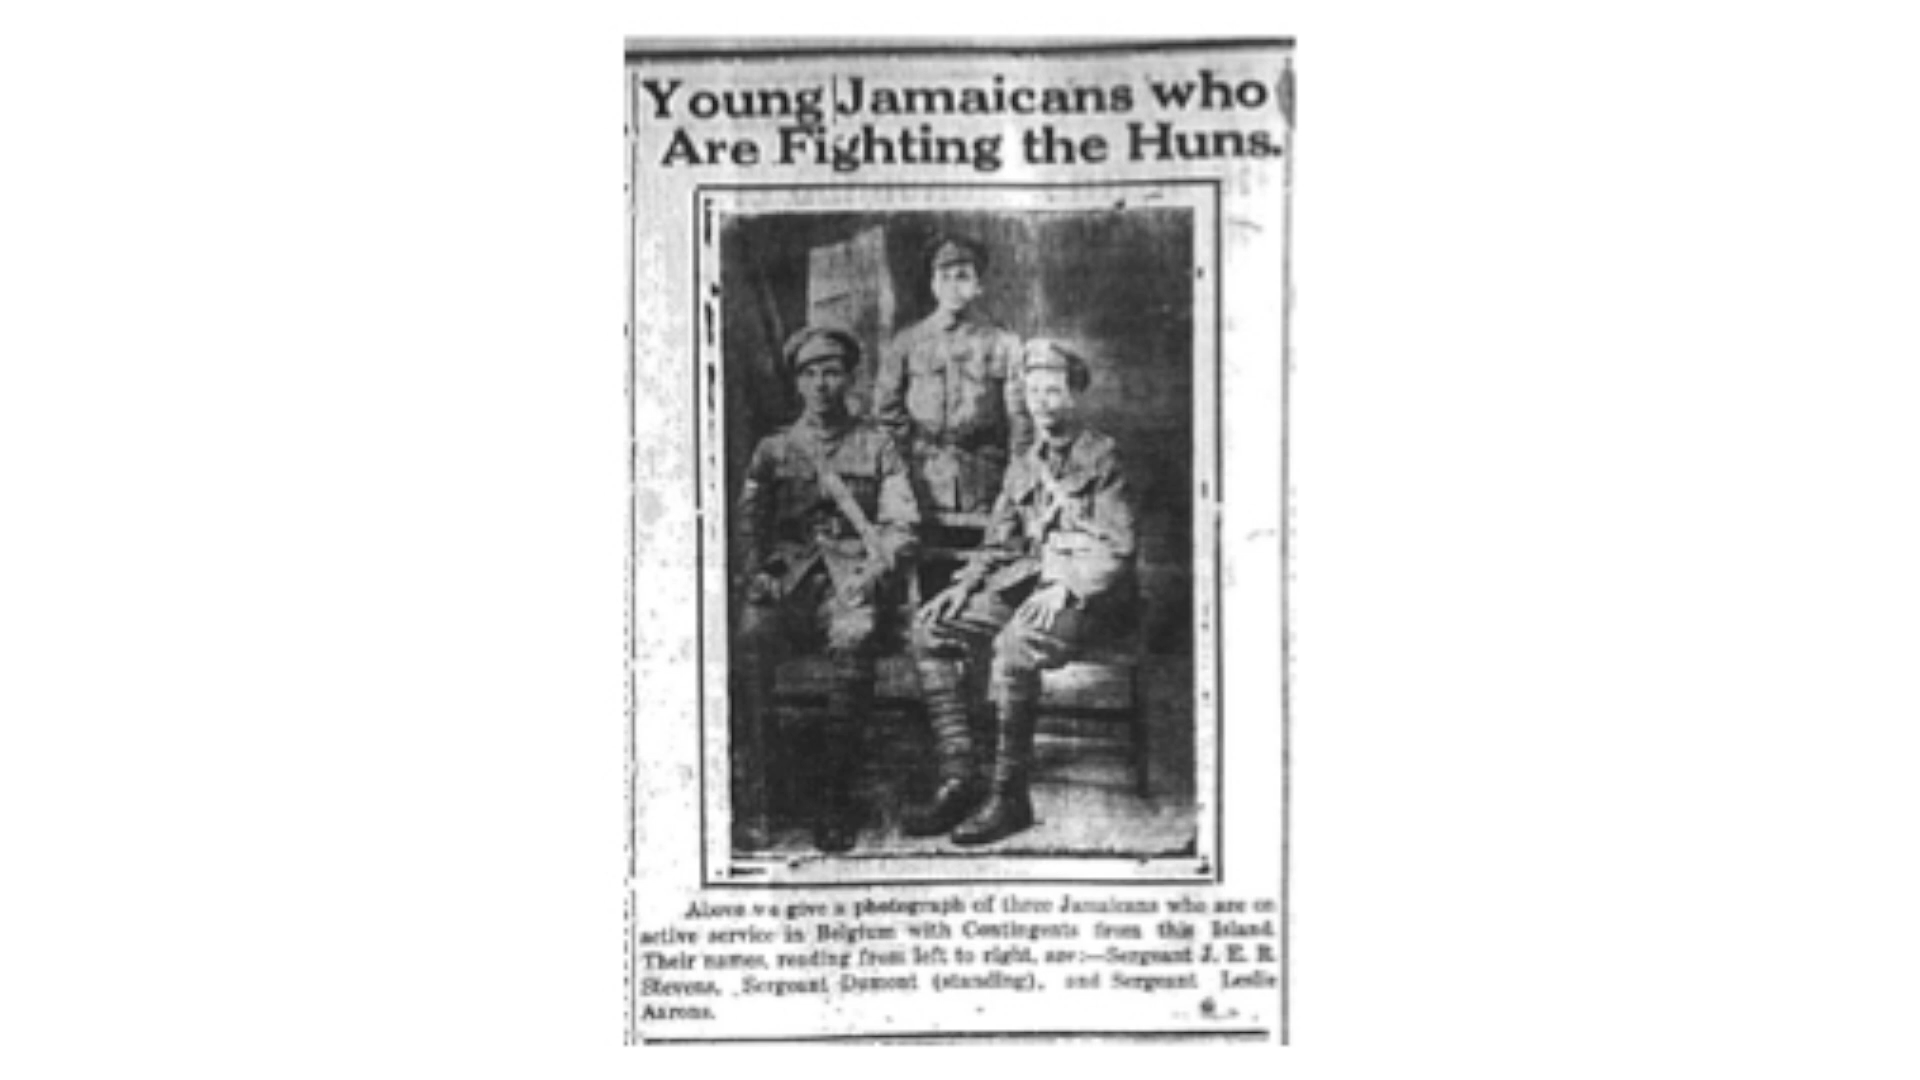 Young Jamaicans who
Are Fighting the Huns.
Above we give a photograph of three Jamaicans who are on
active service in Belgium with Contingents from this Island.
Their names, reading from left to right, are:—Sergeant J. E. R.
Stevens, Sergeant Dumont (standing), and Sergeant Leslie
Aarons.